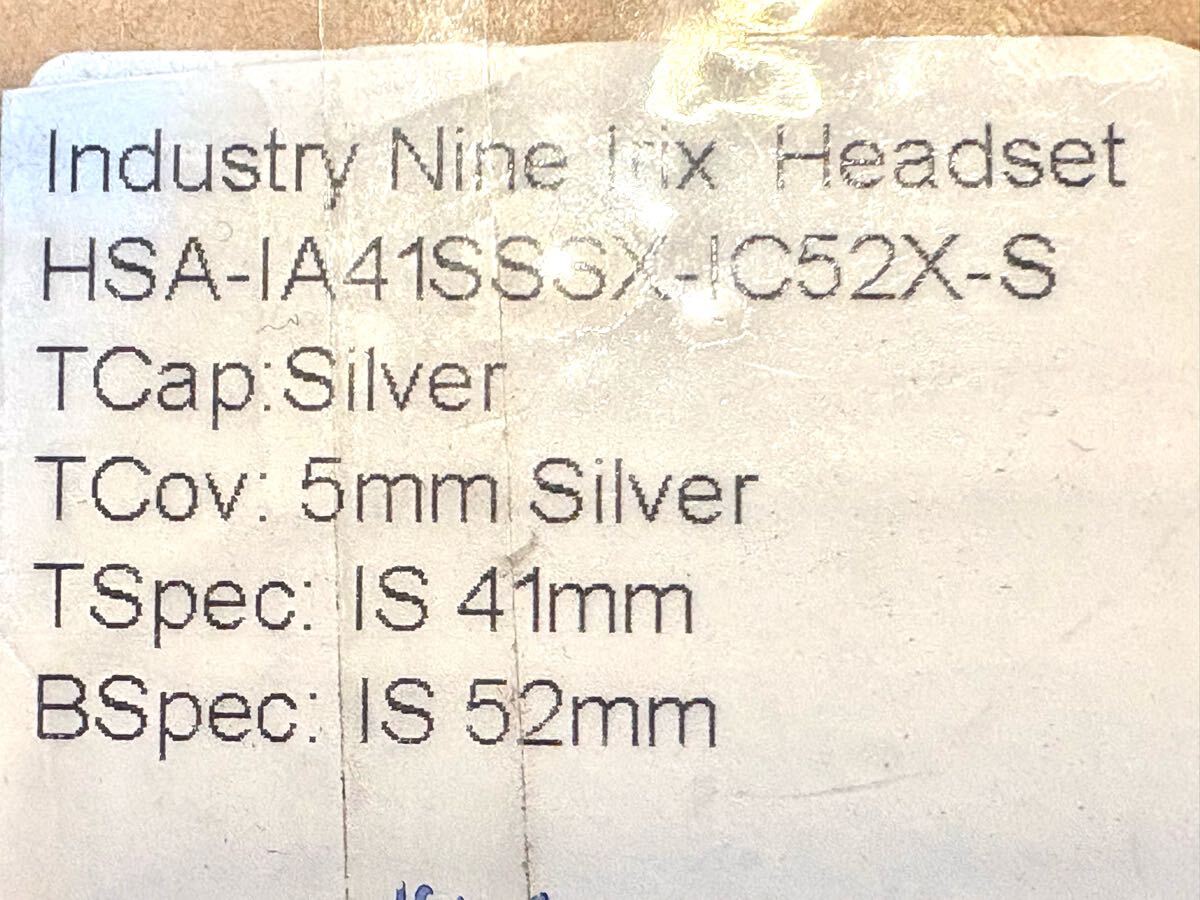 Industry Nine Irix Headset
HSA-IA41SSSX-IC52X-S
TCap:Silver
TCov: 5mm Silver
TSpec: IS 41mm
BSpec: IS 52mm